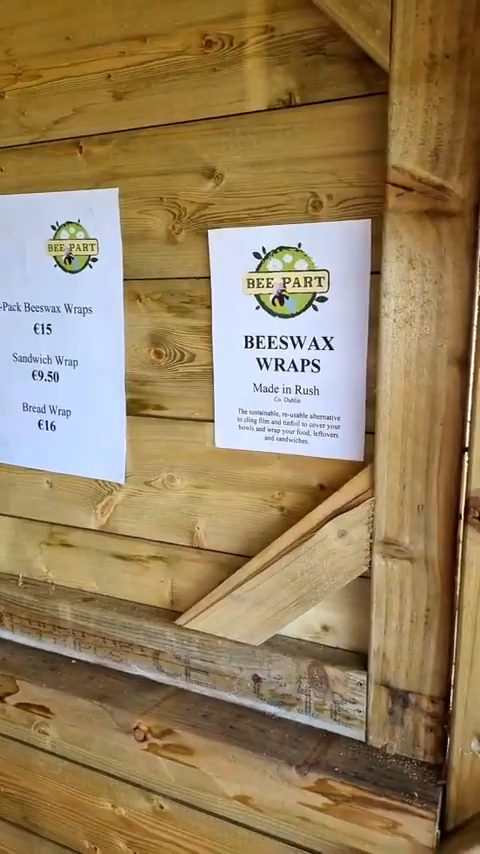 BEE PART
-Pack Beeswax Wraps
€15
Sandwich Wrap
€9.50
Bread Wrap
€16
BEE PART
BEESWAX
WRAPS
Made in Rush
Co. Dublin
The sustainable, re-usable alternative
to cling film and tinfoil to cover your
bowls and wrap your food, leftovers
and sandwiches.